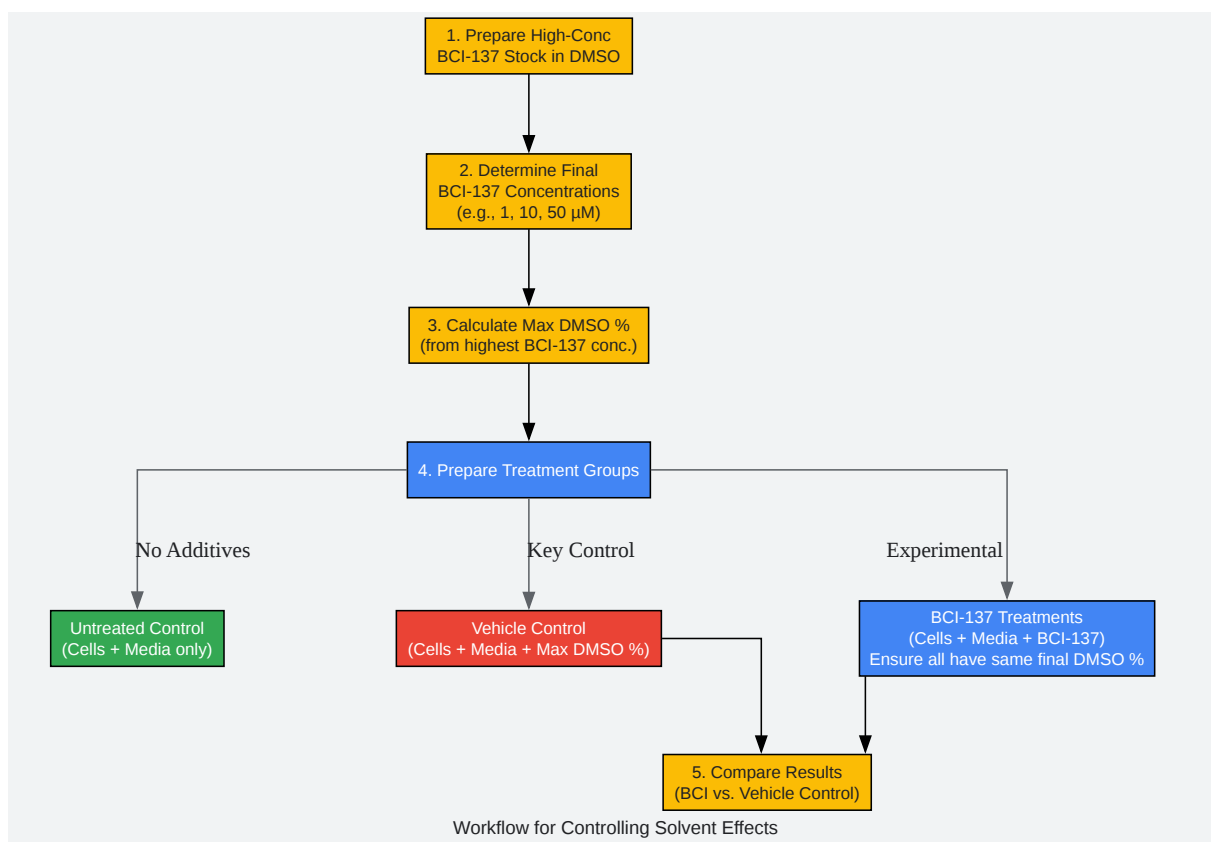 1. Prepare High-Conc
BCI-137 Stock in DMSO
2. Determine Final
BCI-137 Concentrations
(e.g., 1, 10, 50 µM)
3. Calculate Max DMSO %
(from highest BCI-137 conc.)
4. Prepare Treatment Groups
No Additives
Key Control
Experimental
Untreated Control
(Cells + Media only)
Vehicle Control
(Cells + Media + Max DMSO %)
BCI-137 Treatments
(Cells + Media + BCI-137)
Ensure all have same final DMSO %
5. Compare Results
(BCI vs. Vehicle Control)
Workflow for Controlling Solvent Effects